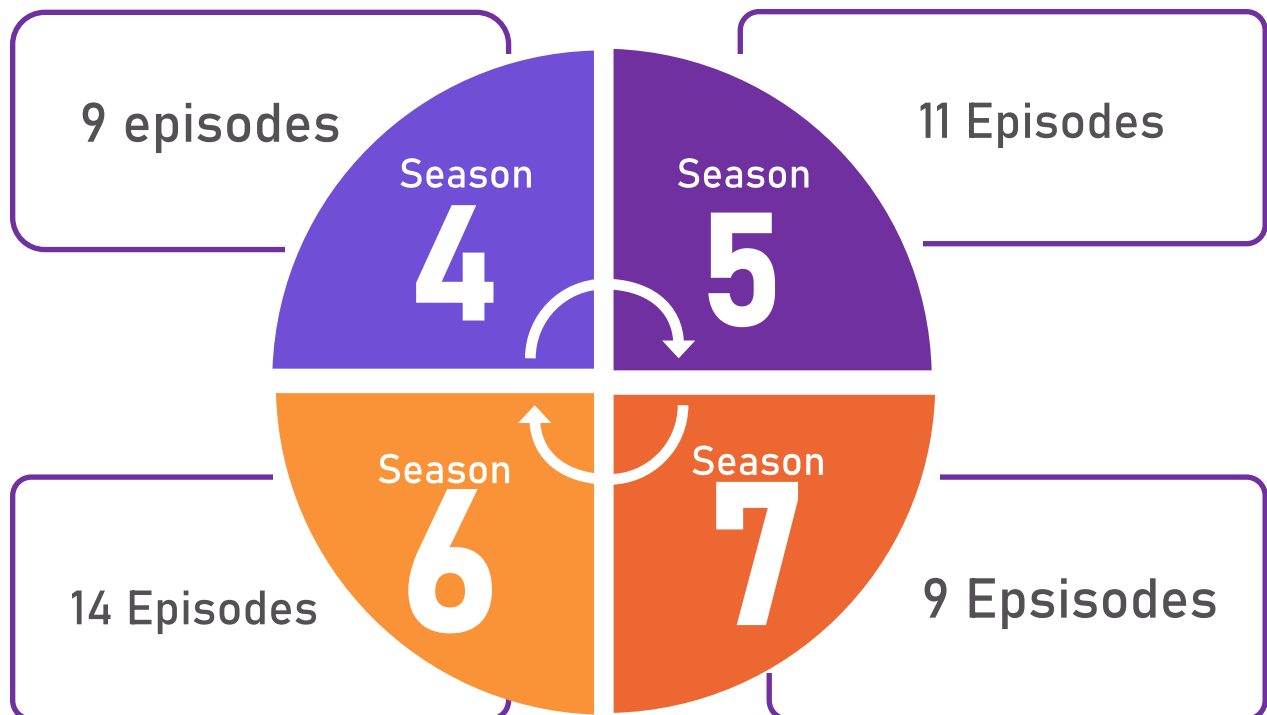 9 episodes
Season
4
Season
5
11 Episodes
14 Episodes
Season
6
Season
7
9 Epsisodes